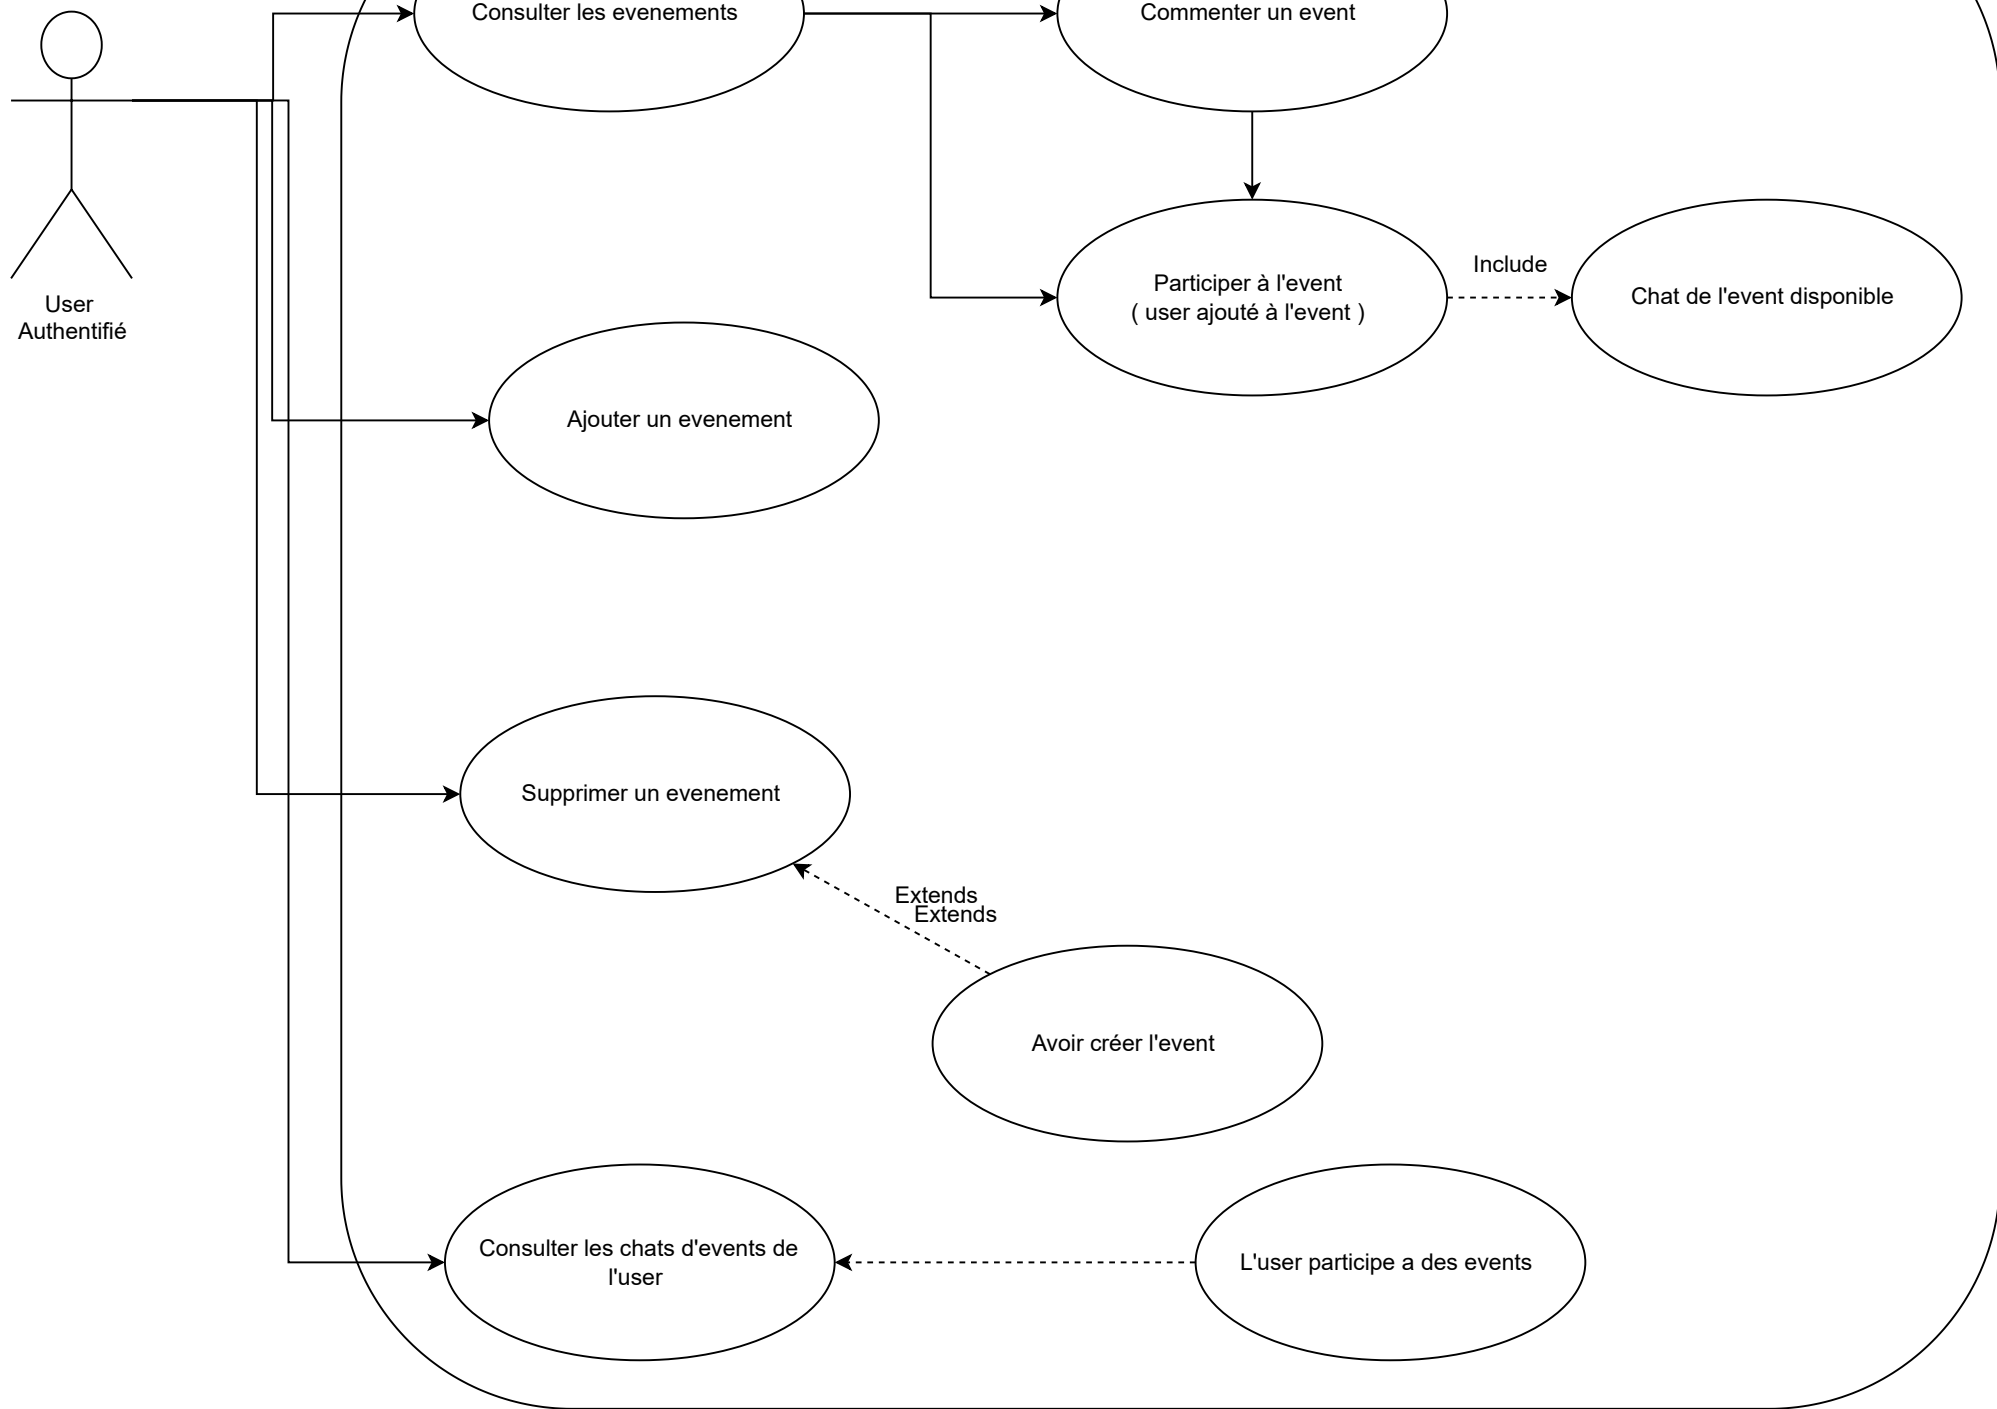 Consulter les evenements
Commenter un event
User
Authentifié
Include
Participer à l'event
( user ajouté à l'event )
Chat de l'event disponible
Ajouter un evenement
Supprimer un evenement
Extends
Extends
Avoir créer l'event
Consulter les chats d'events de
l'user
L'user participe a des events